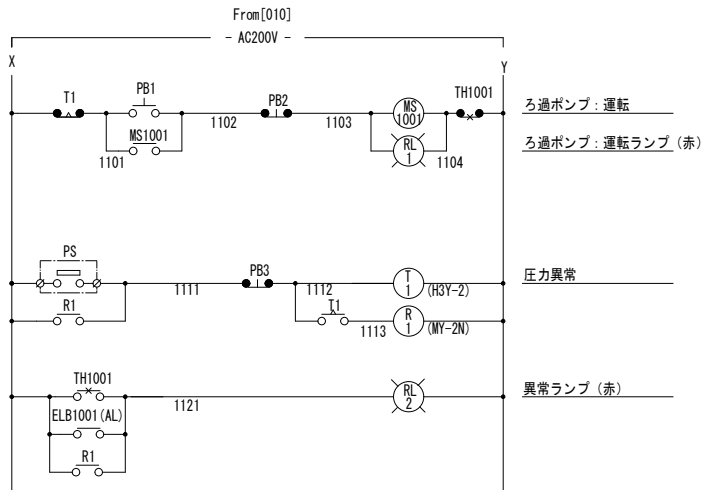 From[010]
- AC200V -
X
Y
T1
PB1
PB2
MS
1001
TH1001
ろ過ポンプ：運転
MS1001
1101
1102
1103
RL
1
1104
ろ過ポンプ：運転ランプ（赤）
PS
PB3
1111
1112
T
1
(H3Y-2)
圧力異常
R1
T1
1113
R
1
(MY-2N)
TH1001
1121
RL
2
異常ランプ（赤）
ELB1001(AL)
R1